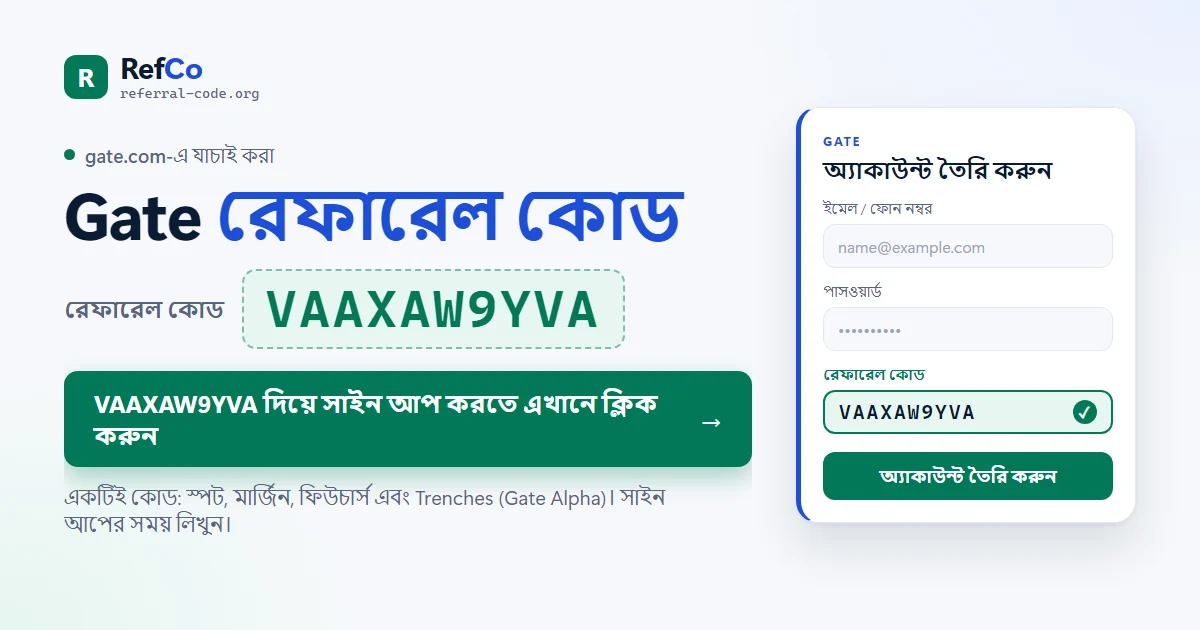 R
RefCo
referral-code.org
gate.com-এ যাচাই করা
Gate রেফারেল কোড
রেফারেল কোড
VAAXAW9YVA
VAAXAW9YVA দিয়ে সাইন আপ করতে এখানে ক্লিক
করুন
→
একটিই কোড: স্পট, মার্জিন, ফিউচার্স এবং Trenches (Gate Alpha)। সাইন
আপের সময় লিখুন।
GATE
অ্যাকাউন্ট তৈরি করুন
ইমেল / ফোন নম্বর
name@example.com
পাসওয়ার্ড
••••••••••
রেফারেল কোড
VAAXAW9YVA ✓
অ্যাকাউন্ট তৈরি করুন